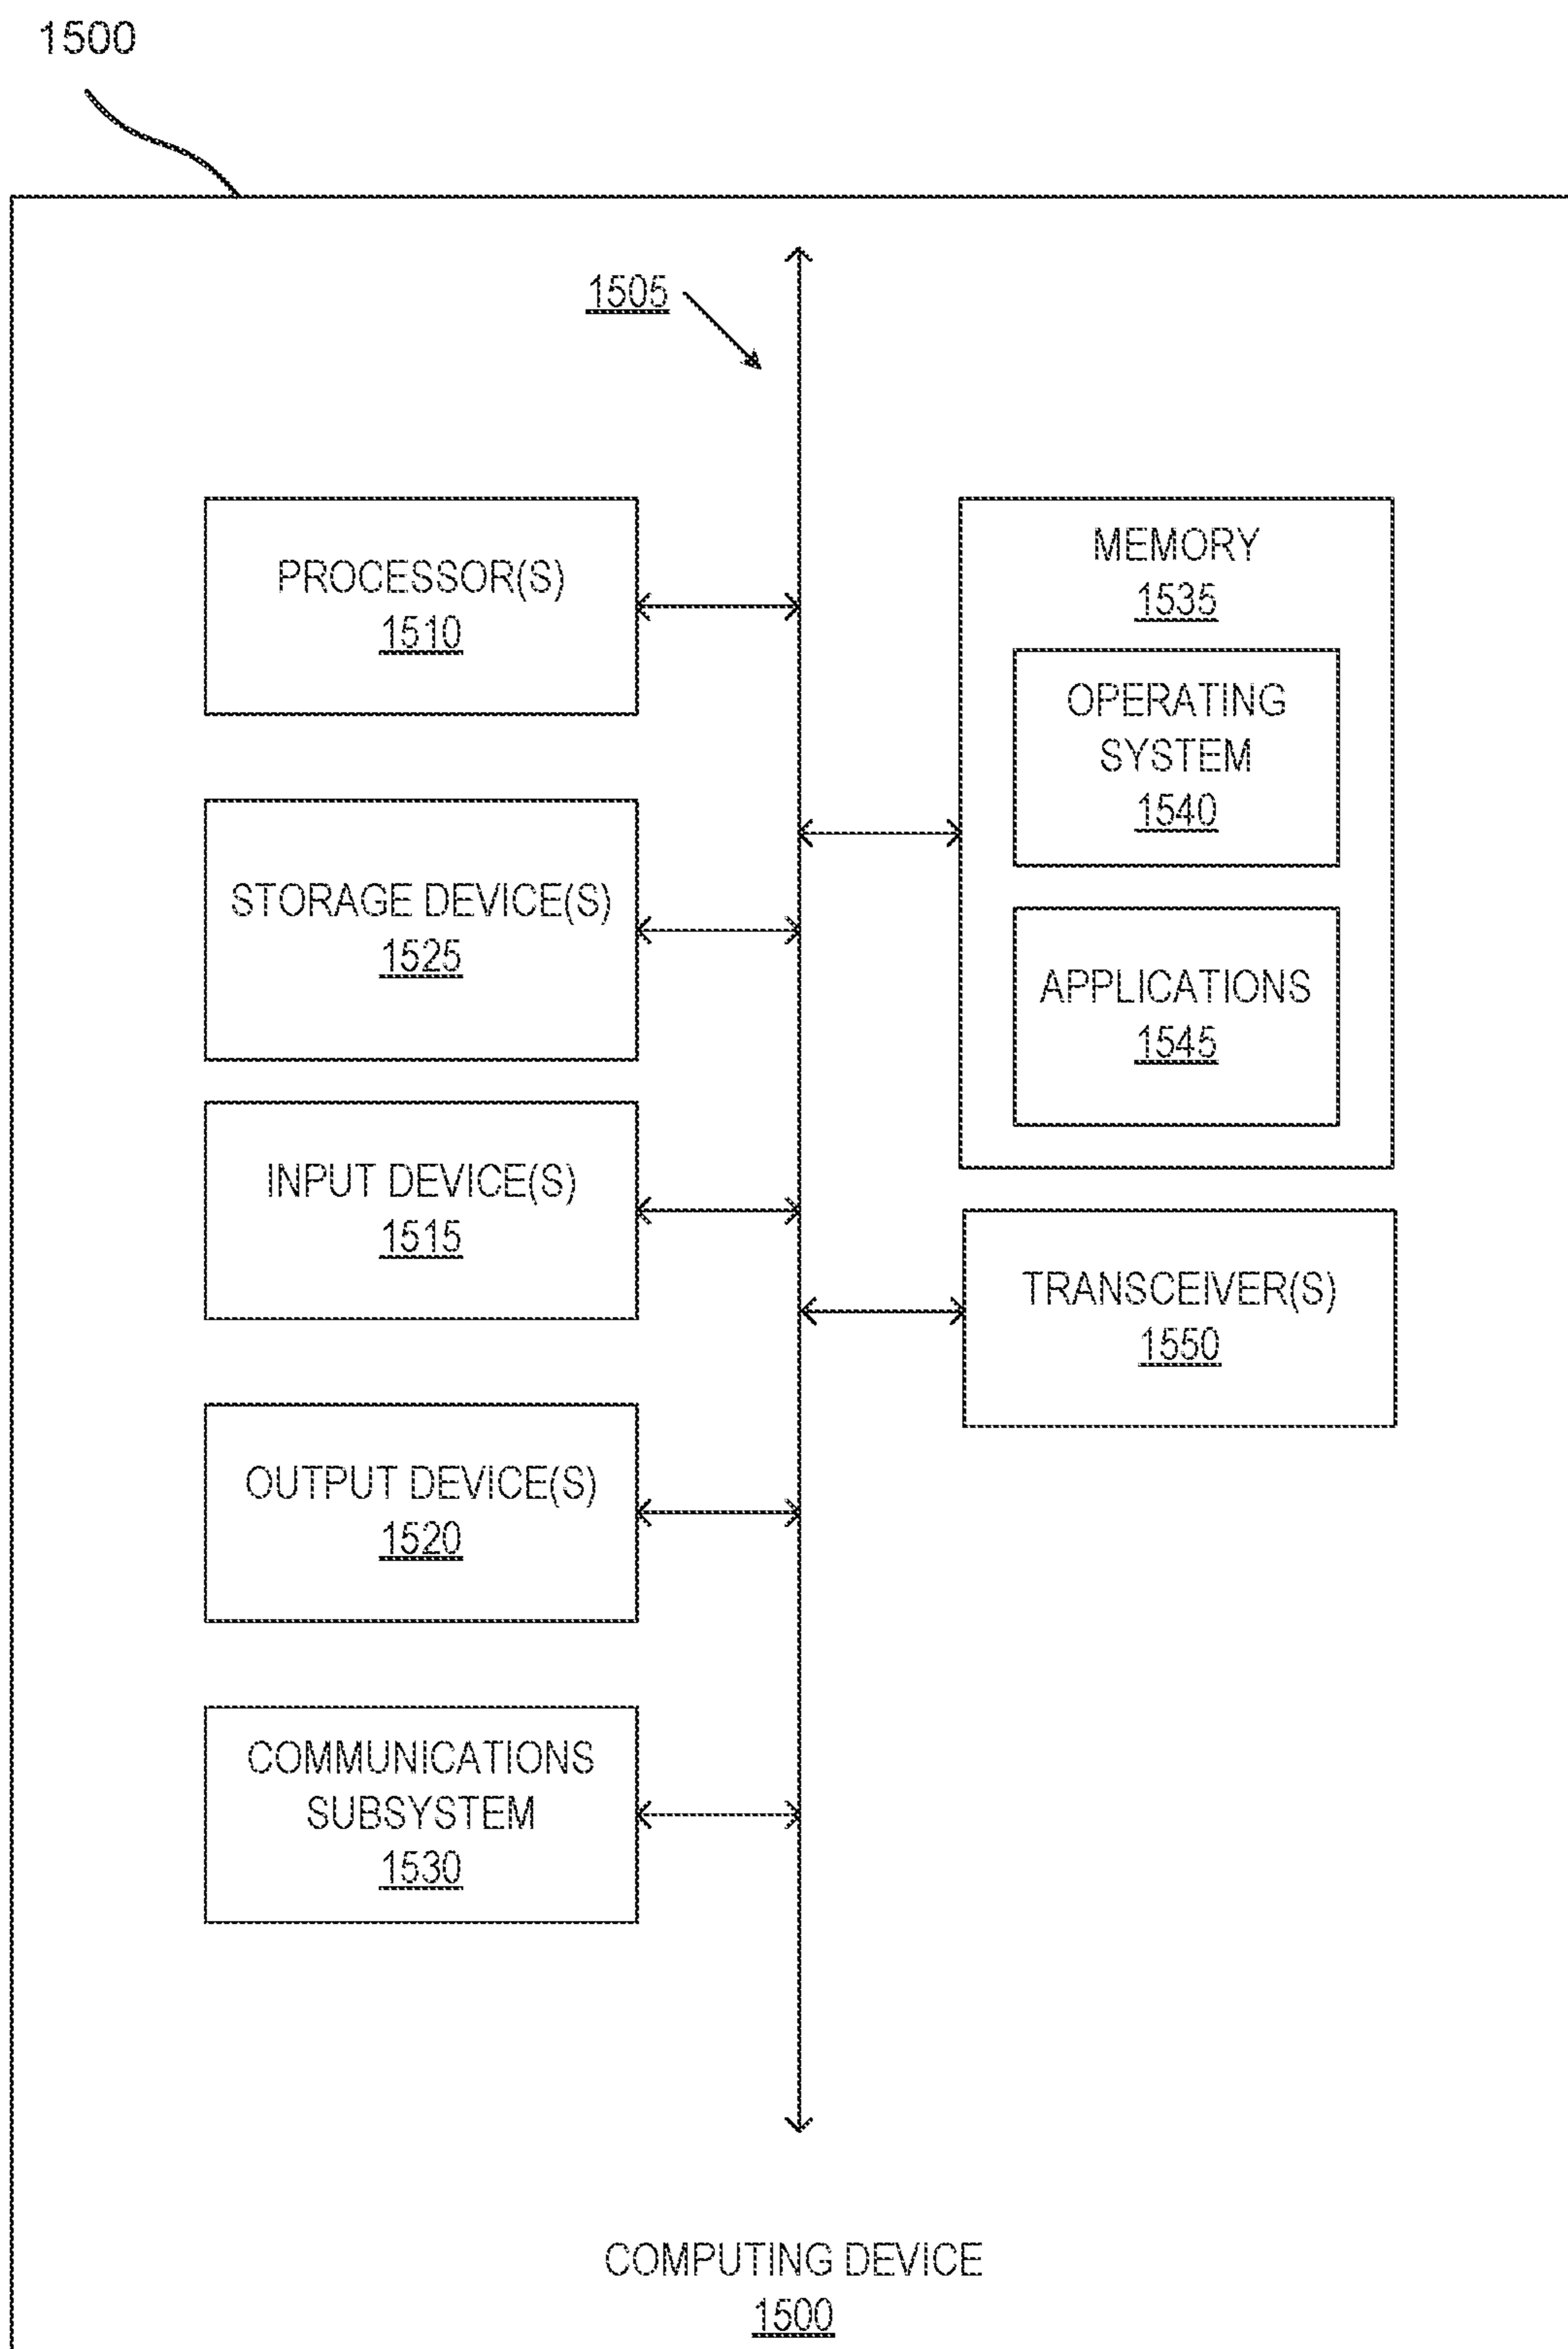 1500
1505
PROCESSOR(S)
1510
STORAGE DEVICE(S)
1525
INPUT DEVICE(S)
1515
OUTPUT DEVICE(S)
1520
COMMUNICATIONS
SUBSYSTEM
1530
MEMORY
1535
OPERATING
SYSTEM
1540
APPLICATIONS
1545
TRANSCEIVER(S)
1550
COMPUTING DEVICE
1500